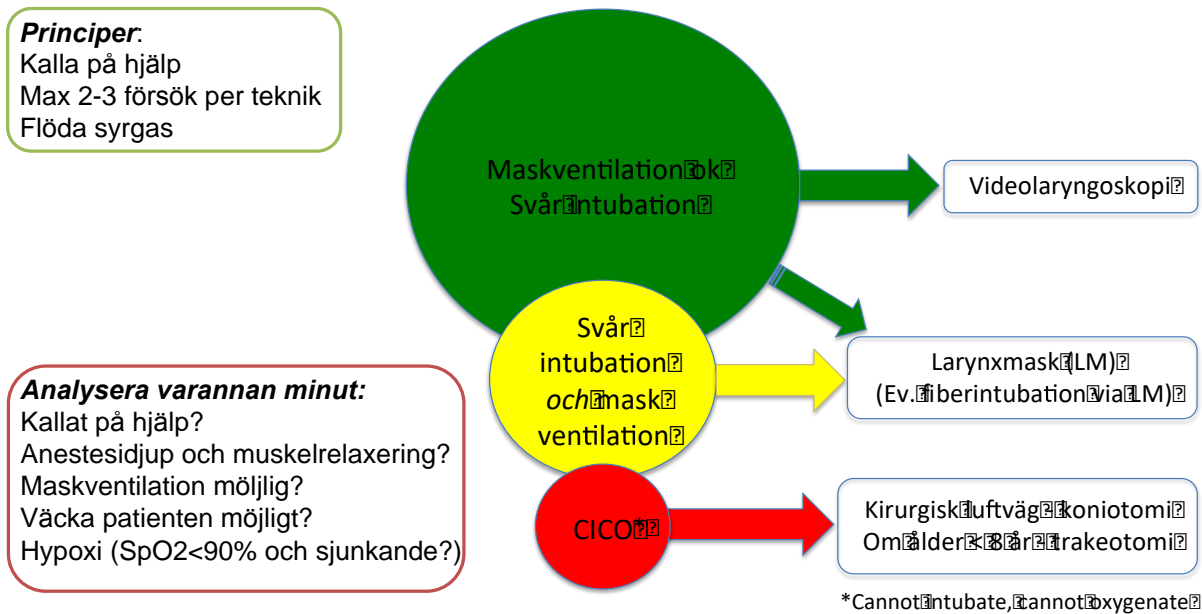 Principer:
Kalla på hjälp
Max 2-3 försök per teknik
Flöda syrgas
Maskventilation ok
Svår intubation
Videolaryngoskopi
Svår
intubation
och mask
ventilation
Larynxmask (LM)
(Ev. fiberintubation via LM)
Analysera varannan minut:
Kallat på hjälp?
Anestesidjup och muskelrelaxering?
Maskventilation möljlig?
Väcka patienten möjligt?
Hypoxi (SpO2<90% och sjunkande?)
CICO*
Kirurgisk luftväg - koniotomi
Om ålder < 8 år - trakeotomi
*Cannot intubate, cannot oxygenate